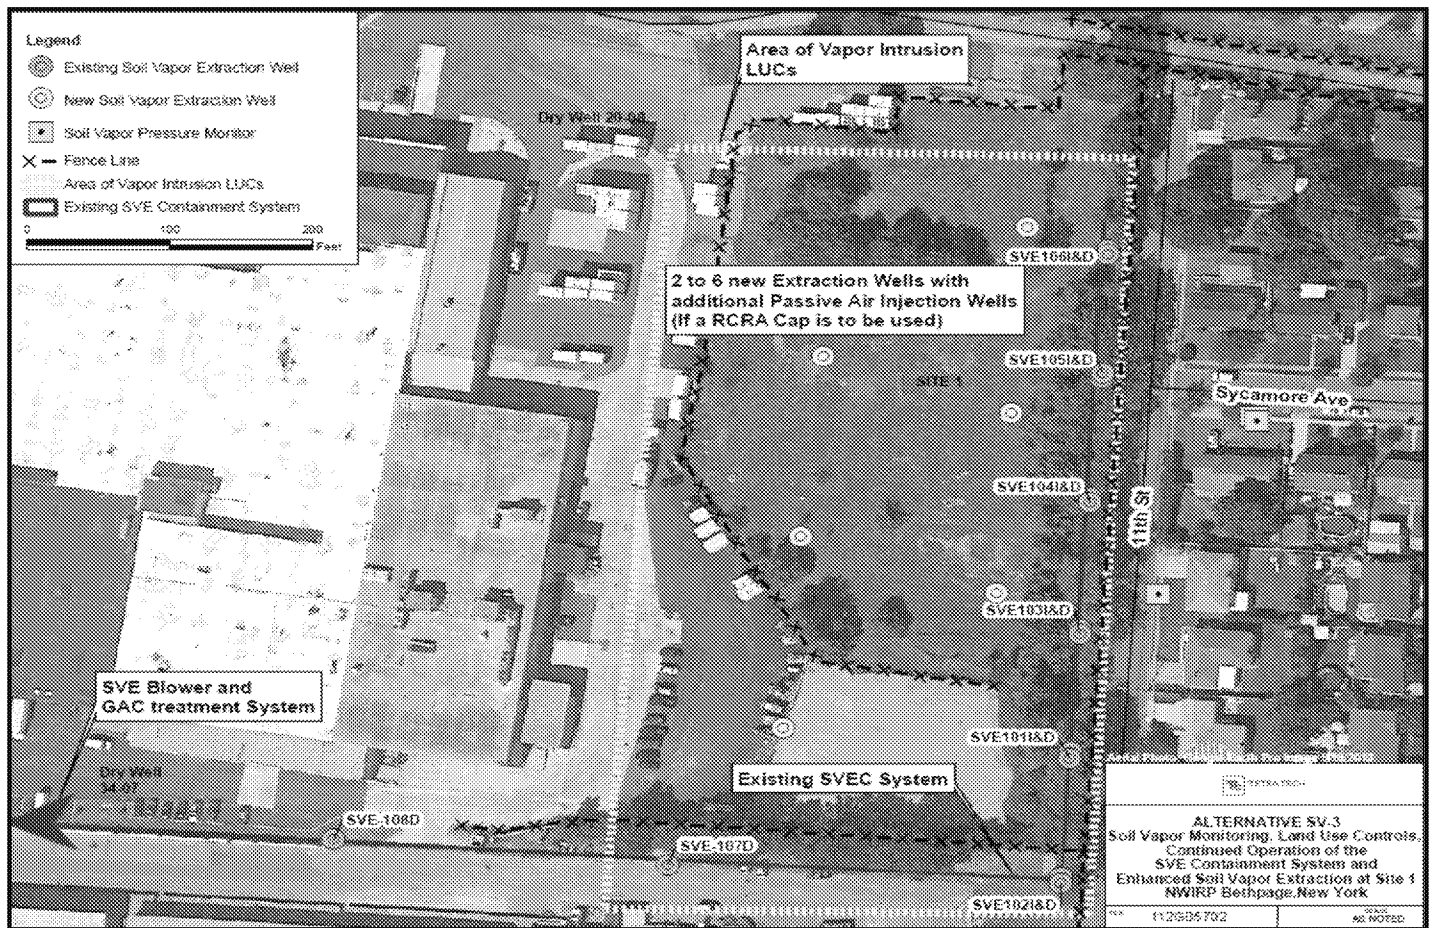 Legend
Existing Soil Vapor Extraction Well
New Soil Vapor Extraction Well
Soil Vapor Pressure Monitor
Fence Line
Area of Vapor Intrusion LUCs
Existing SVE Containment System
0 100 200
Feet
Area of Vapor Intrusion
LUCs
Dry Well 20-08
SVE106I&D
2 to 6 new Extraction Wells with
additional Passive Air Injection Wells
(If a RCRA Cap is to be used)
SVE105I&D
SITE 1
Sycamore Ave
SVE104I&D
11th St
SVE103I&D
SVE Blower and
GAC treatment System
SVE101I&D
Existing SVEC System
Dry Well
34-07
SVE-108D
SVE-107D
SVE102I&D
TETRA TECH
ALTERNATIVE SV-3
Soil Vapor Monitoring, Land Use Controls,
Continued Operation of the
SVE Containment System and
Enhanced Soil Vapor Extraction at Site 1
NWIRP Bethpage,New York
FILE
112G05702
SCALE
AS NOTED